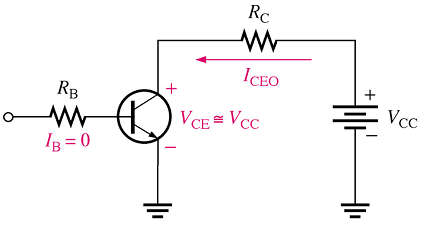 R_C
+
I_CEO
R_B
+
V_CE ≅ V_CC
V_CC
I_B = 0
−
−